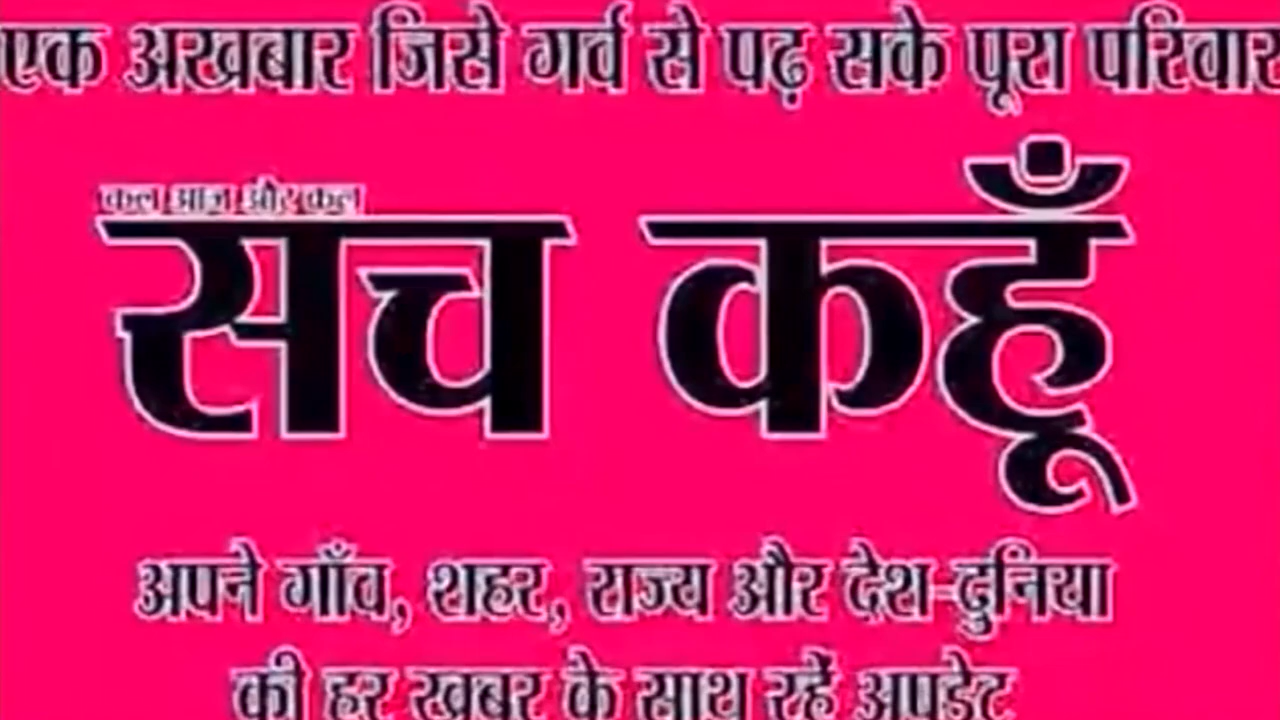 एक अखबार जिसे गर्व से पढ़ सके पूरा परिवार
कल आज और कल
सच कहूँ
अपने गाँव, शहर, राज्य और देश-दुनिया
की हर खबर के साथ रहें अपडेट